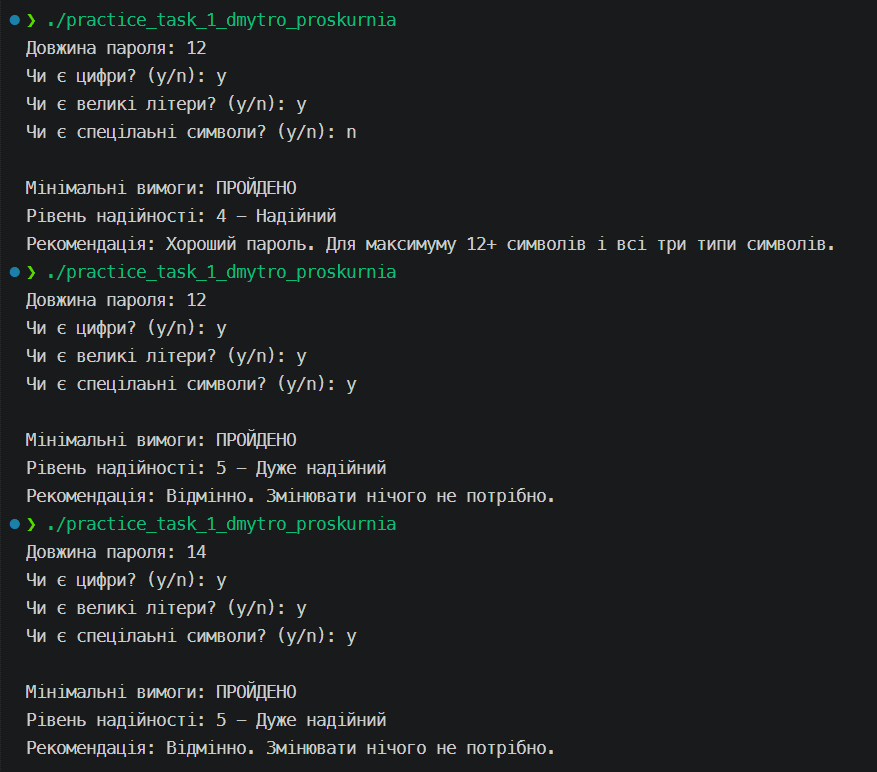 ❯ ./practice_task_1_dmytro_proskurnia
Довжина пароля: 12
Чи є цифри? (y/n): y
Чи є великі літери? (y/n): y
Чи є спецілаьні символи? (y/n): n
Мінімальні вимоги: ПРОЙДЕНО
Рівень надійності: 4 — Надійний
Рекомендація: Хороший пароль. Для максимуму 12+ символів і всі три типи символів.
❯ ./practice_task_1_dmytro_proskurnia
Довжина пароля: 12
Чи є цифри? (y/n): y
Чи є великі літери? (y/n): y
Чи є спецілаьні символи? (y/n): y
Мінімальні вимоги: ПРОЙДЕНО
Рівень надійності: 5 — Дуже надійний
Рекомендація: Відмінно. Змінювати нічого не потрібно.
❯ ./practice_task_1_dmytro_proskurnia
Довжина пароля: 14
Чи є цифри? (y/n): y
Чи є великі літери? (y/n): y
Чи є спецілаьні символи? (y/n): y
Мінімальні вимоги: ПРОЙДЕНО
Рівень надійності: 5 — Дуже надійний
Рекомендація: Відмінно. Змінювати нічого не потрібно.